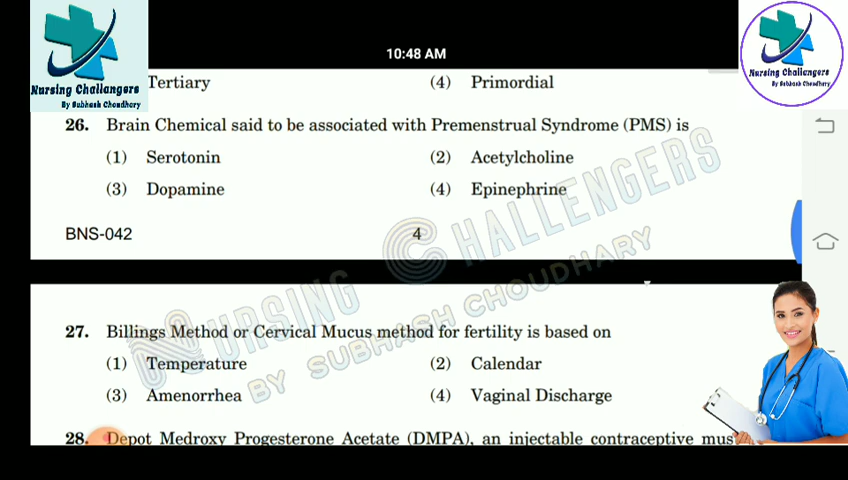 10:48 AM
Nursing Challangers
By Subhash Choudhary
Nursing Challangers
By Subhash Choudhary
Tertiary (4) Primordial
26. Brain Chemical said to be associated with Premenstrual Syndrome (PMS) is
(1) Serotonin (2) Acetylcholine
(3) Dopamine (4) Epinephrine
BNS-042 4
NURSING CHALLENGERS
BY SUBHASH CHOUDHARY
27. Billings Method or Cervical Mucus method for fertility is based on
(1) Temperature (2) Calendar
(3) Amenorrhea (4) Vaginal Discharge
28. Depot Medroxy Progesterone Acetate (DMPA), an injectable contraceptive mus